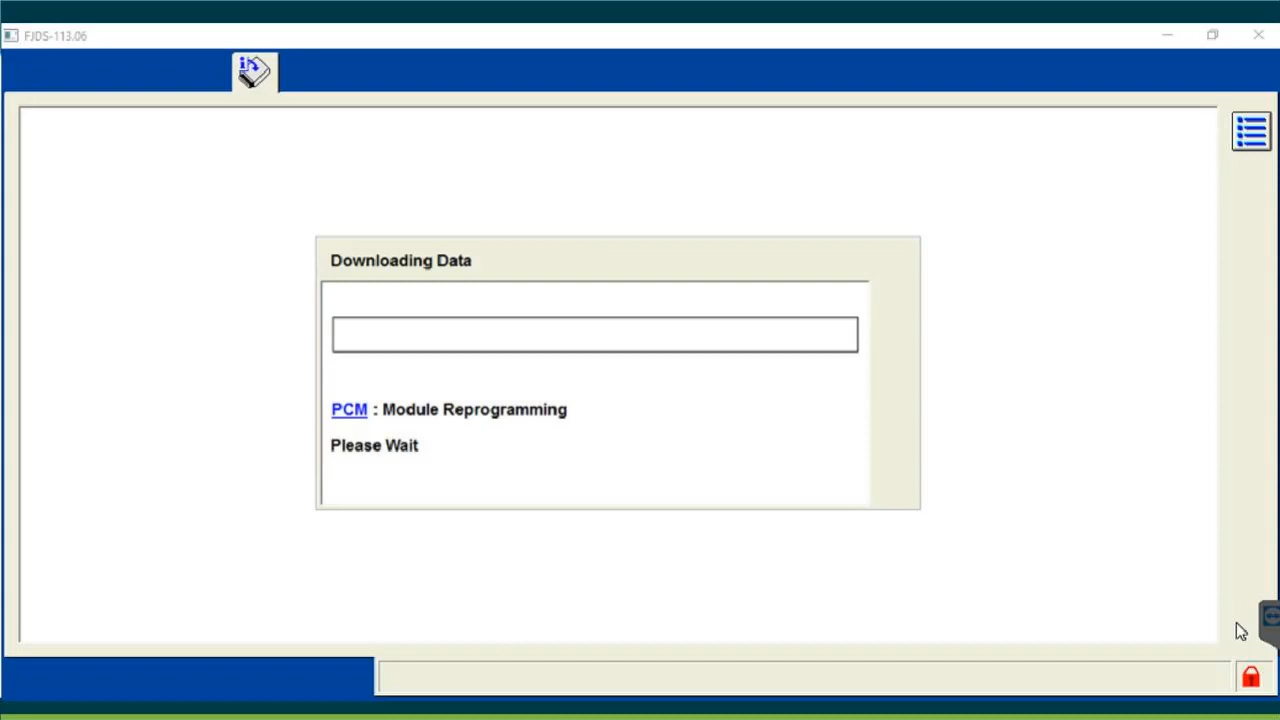 FJDS-113.06
Downloading Data
PCM : Module Reprogramming
Please Wait